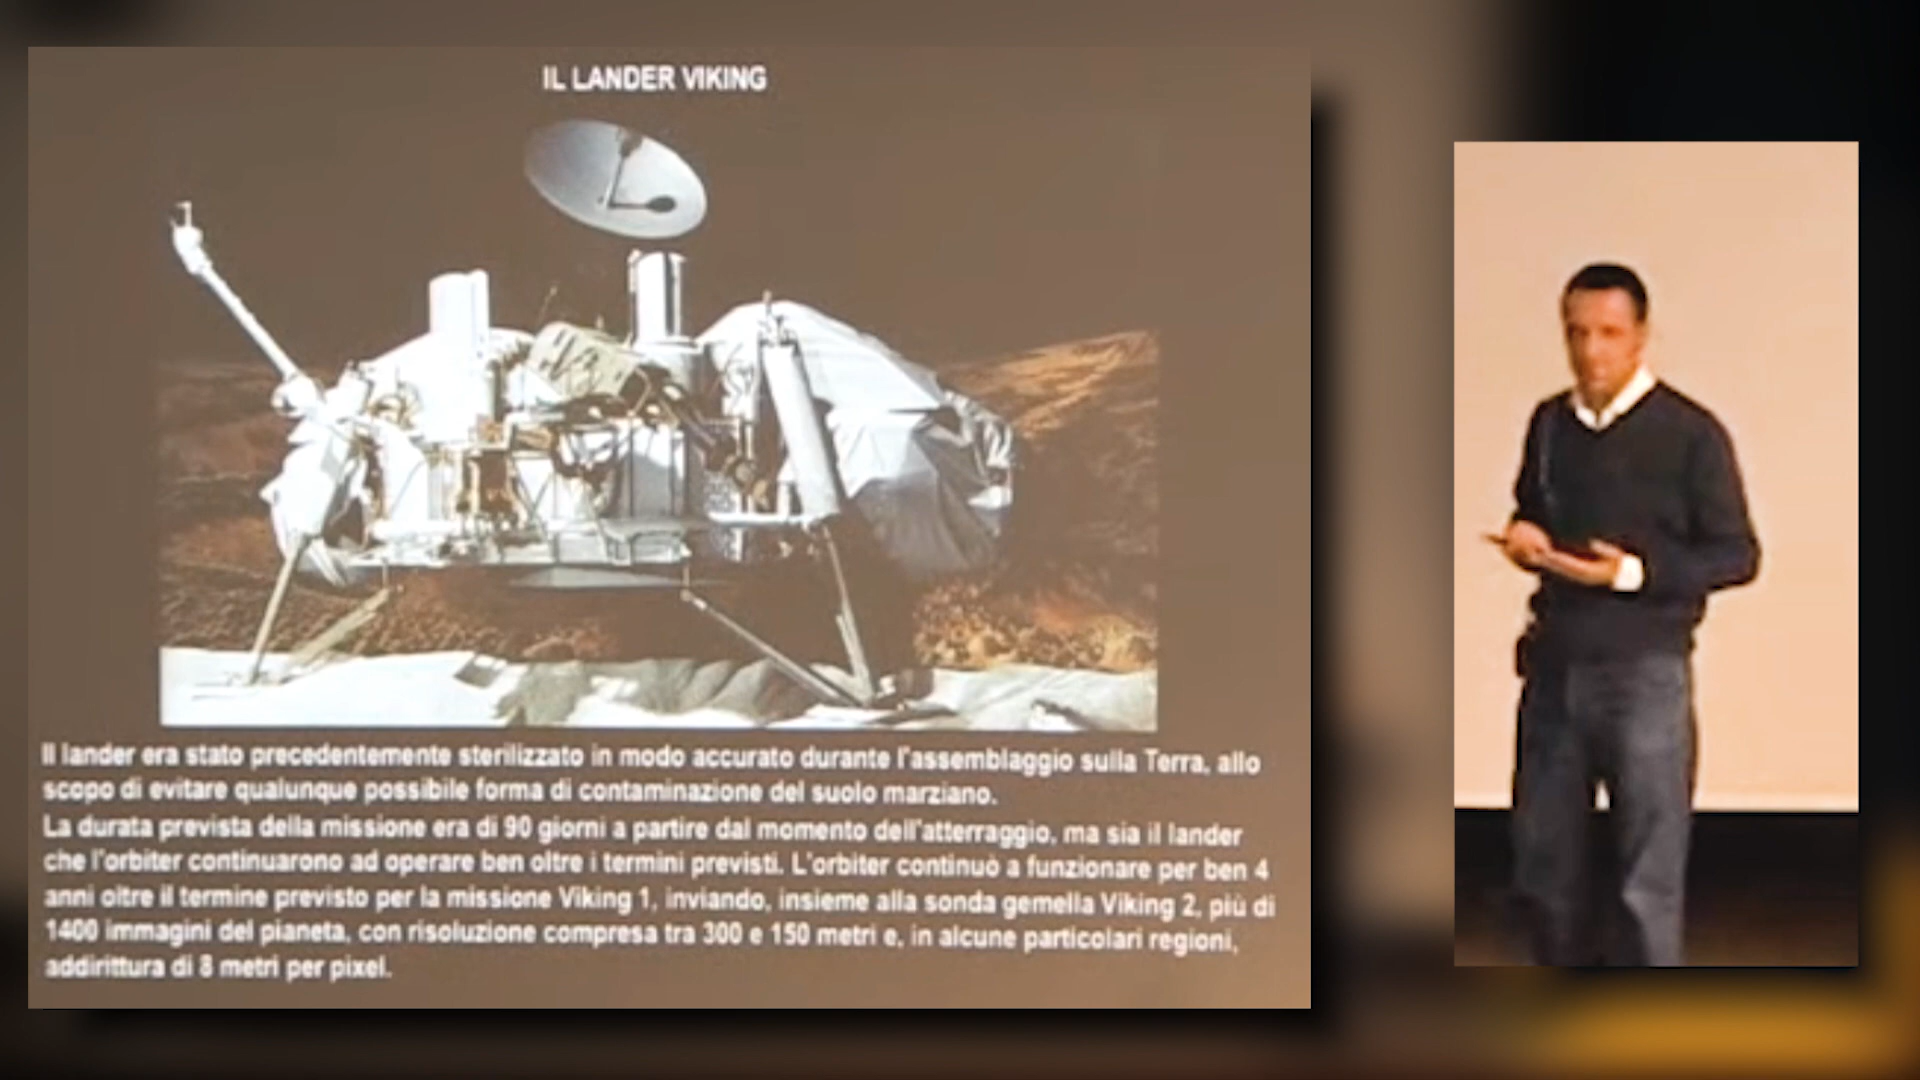 IL LANDER VIKING
Il lander era stato precedentemente sterilizzato in modo accurato durante l'assemblaggio sulla Terra, allo
scopo di evitare qualunque possibile forma di contaminazione del suolo marziano.
La durata prevista della missione era di 90 giorni a partire dal momento dell'atterraggio, ma sia il lander
che l'orbiter continuarono ad operare ben oltre i termini previsti. L'orbiter continuò a funzionare per ben 4
anni oltre il termine previsto per la missione Viking 1, inviando, insieme alla sonda gemella Viking 2, più di
1400 immagini del pianeta, con risoluzione compresa tra 300 e 150 metri e, in alcune particolari regioni,
addirittura di 8 metri per pixel.